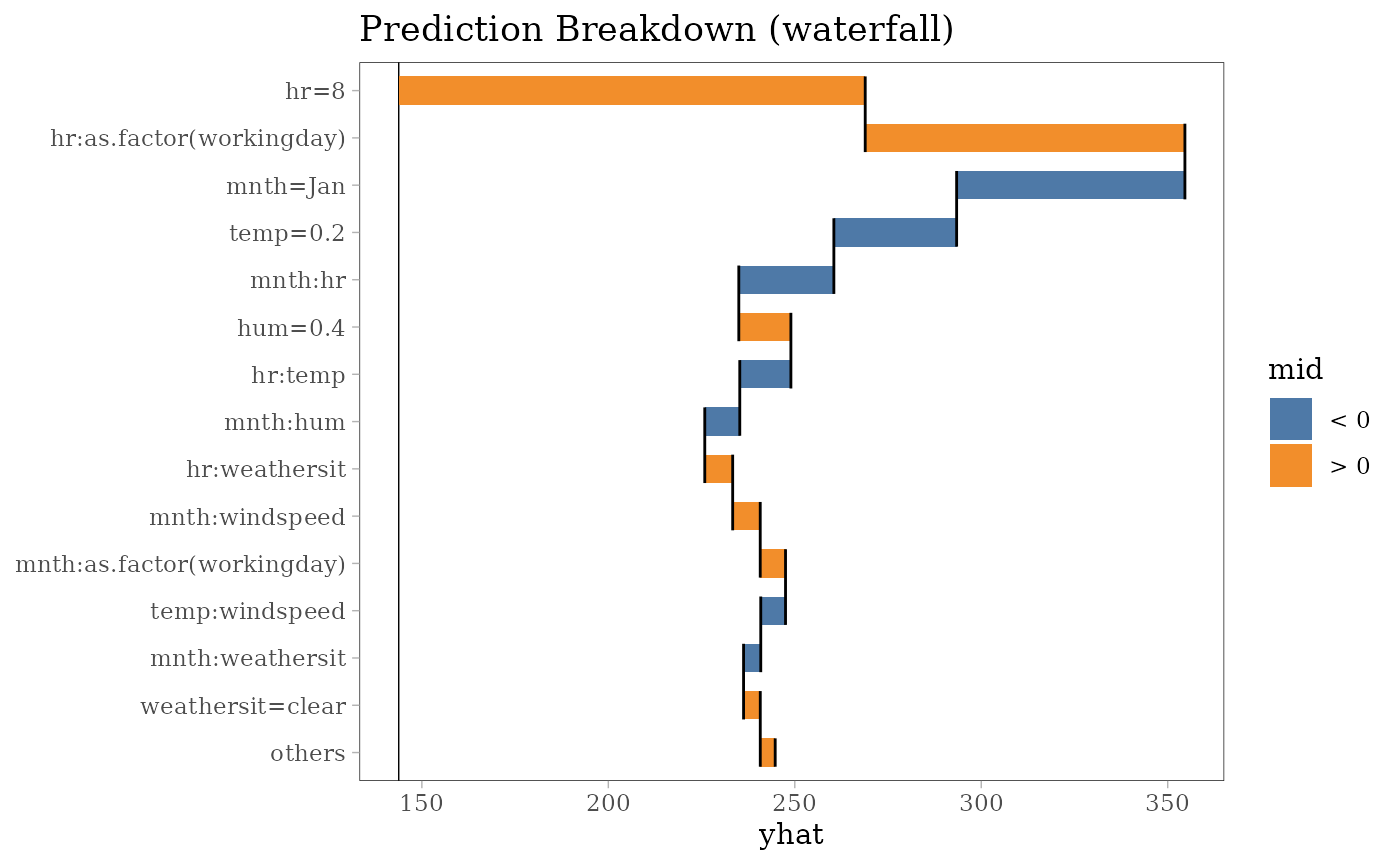 Prediction Breakdown (waterfall)
hr=8
hr:as.factor(workingday)
mnth=Jan
temp=0.2
mnth:hr
hum=0.4
hr:temp
mnth:hum
hr:weathersit
mnth:windspeed
mnth:as.factor(workingday)
temp:windspeed
mnth:weathersit
weathersit=clear
others
150 200 250 300 350
yhat
mid
< 0
> 0